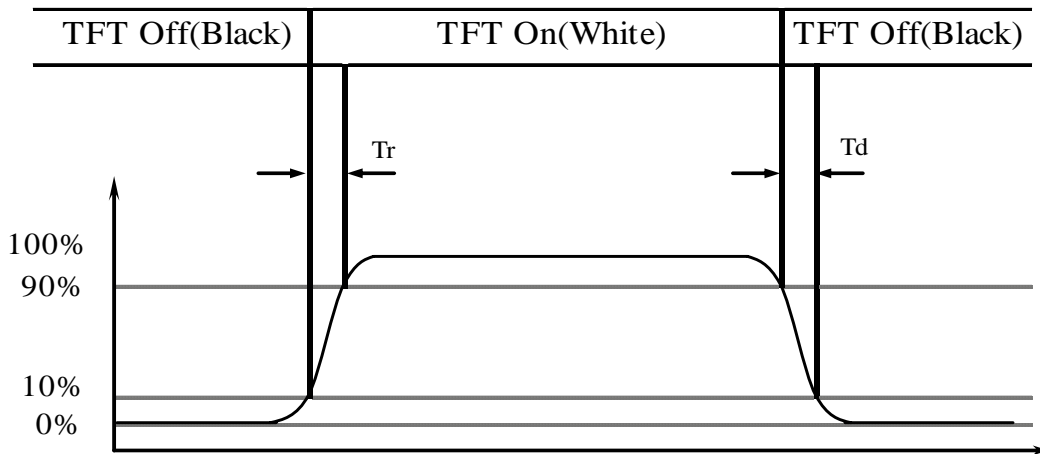 TFT Off(Black) TFT On(White) TFT Off(Black)
Tr Td
100%
90%
10%
0%